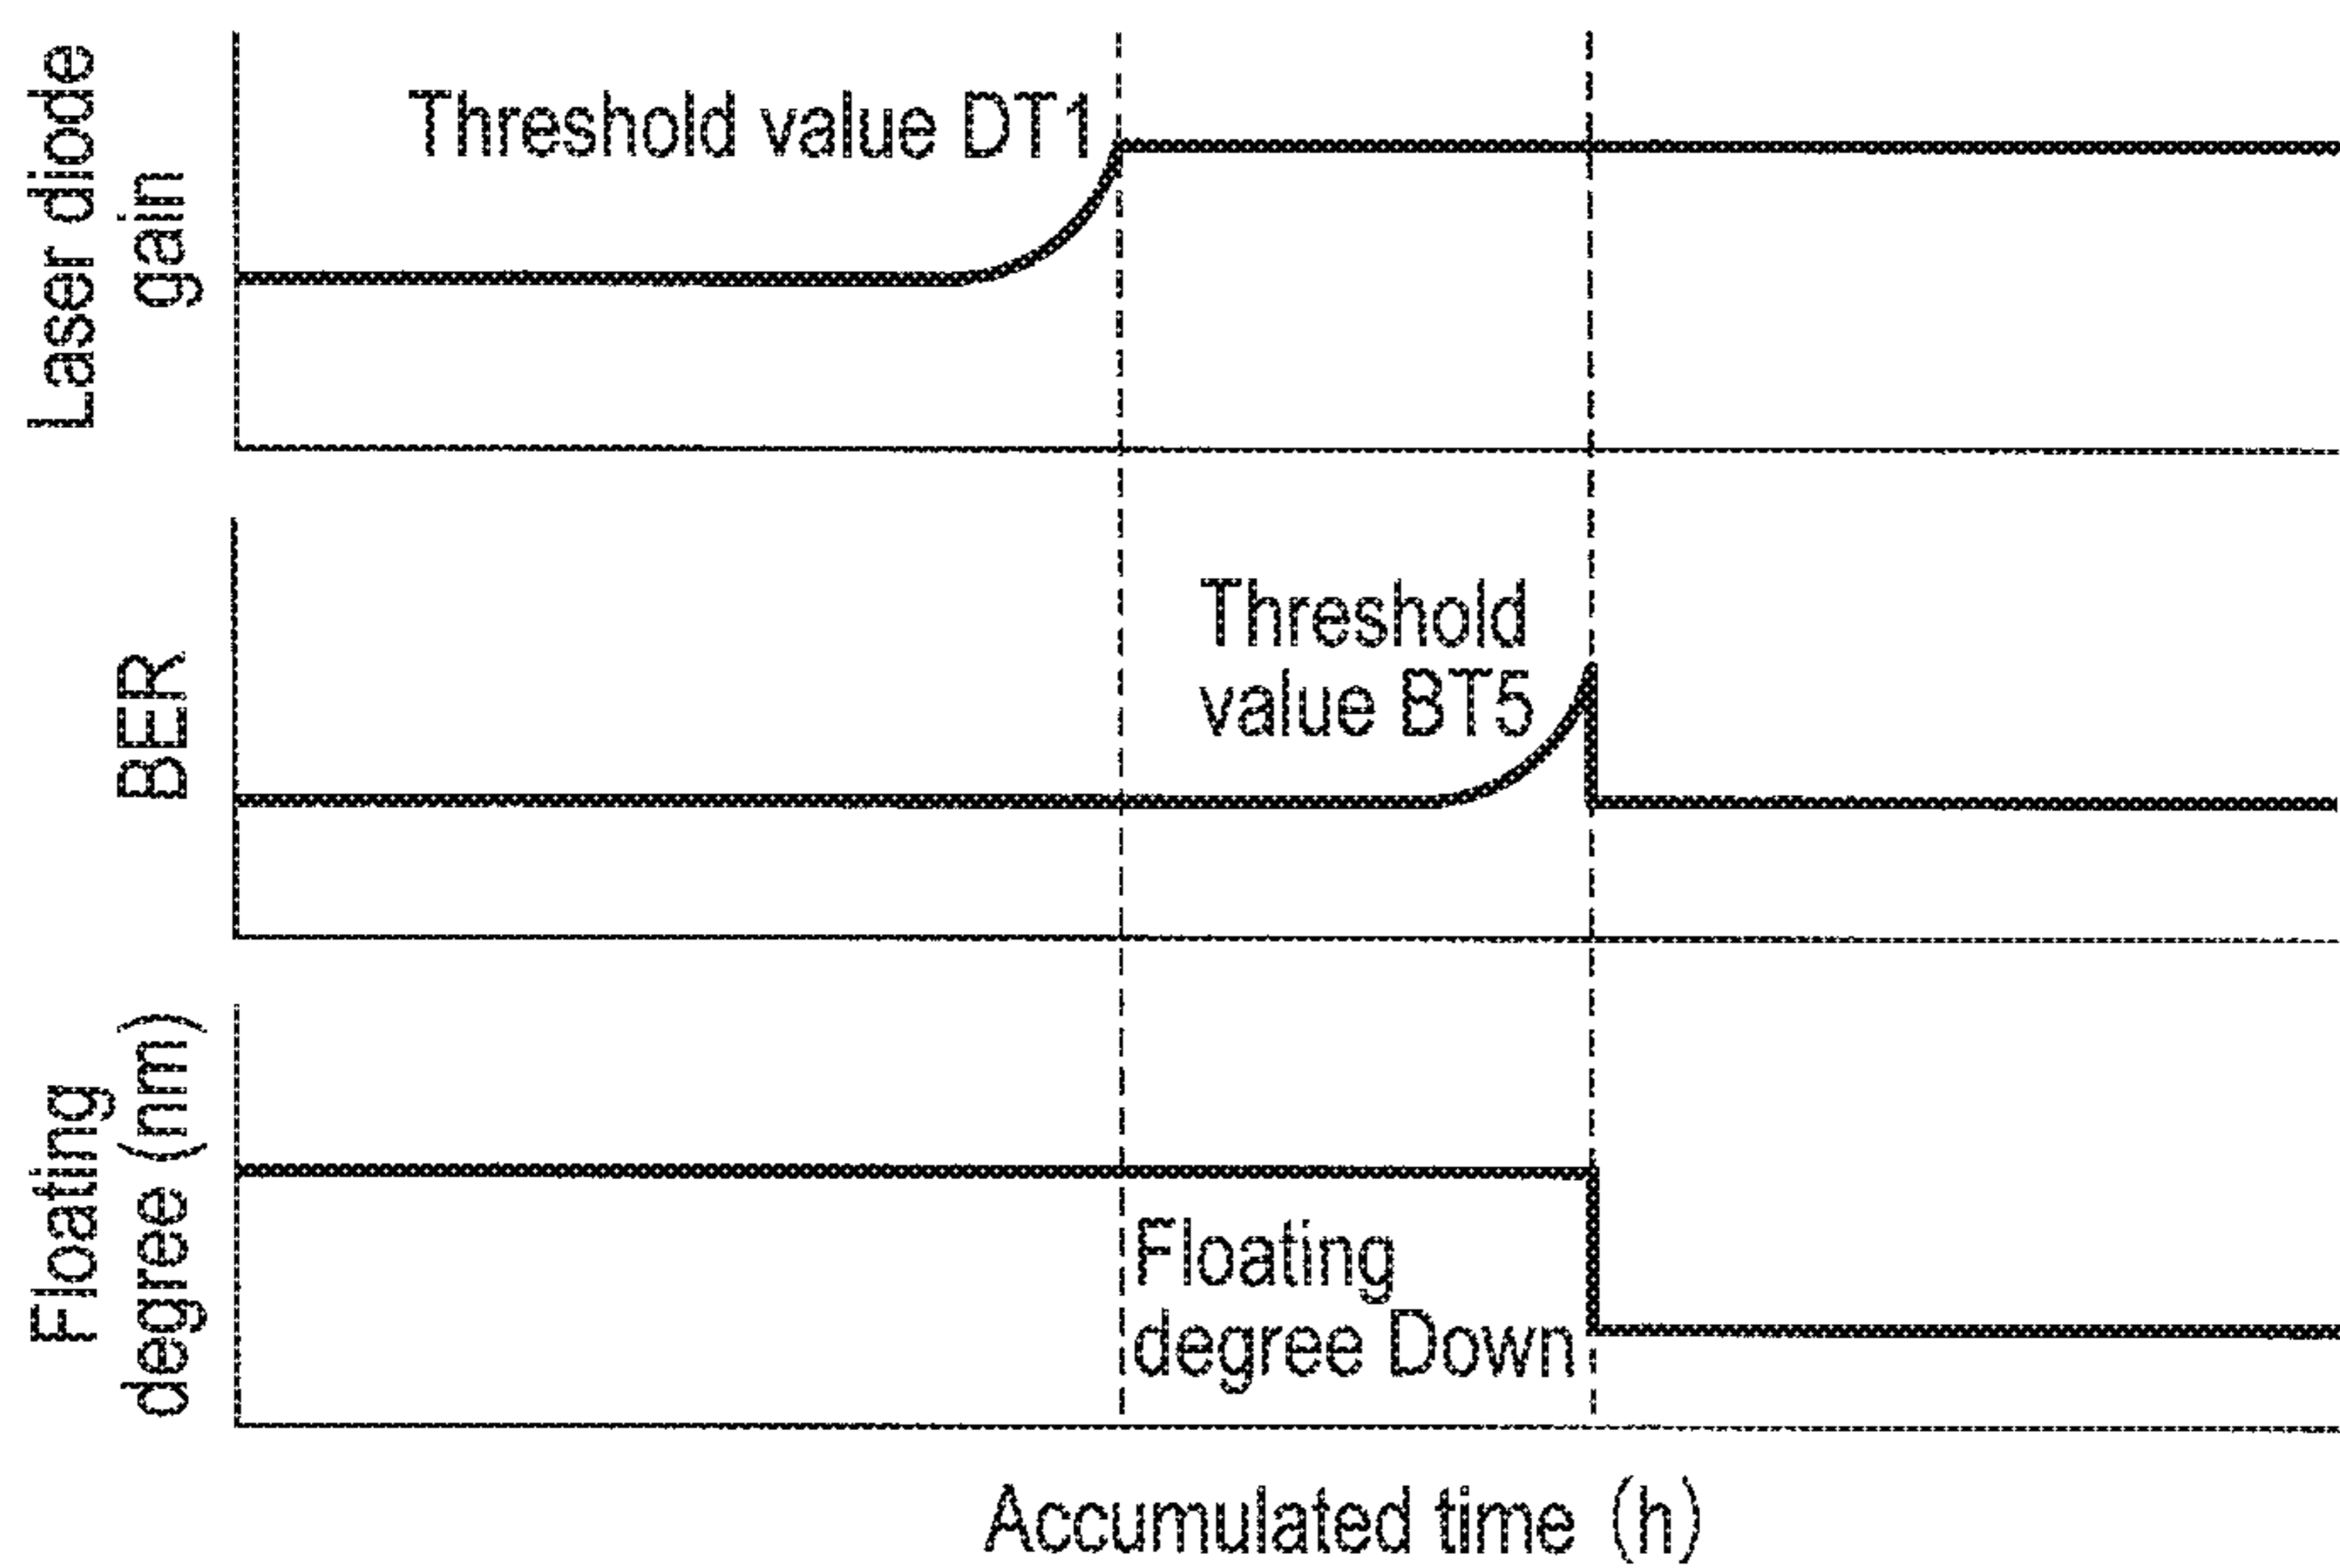 Laser diode
gain
Threshold value DT1
BER
Threshold
value BT5
Floating
degree (nm)
Floating
degree Down
Accumulated time (h)